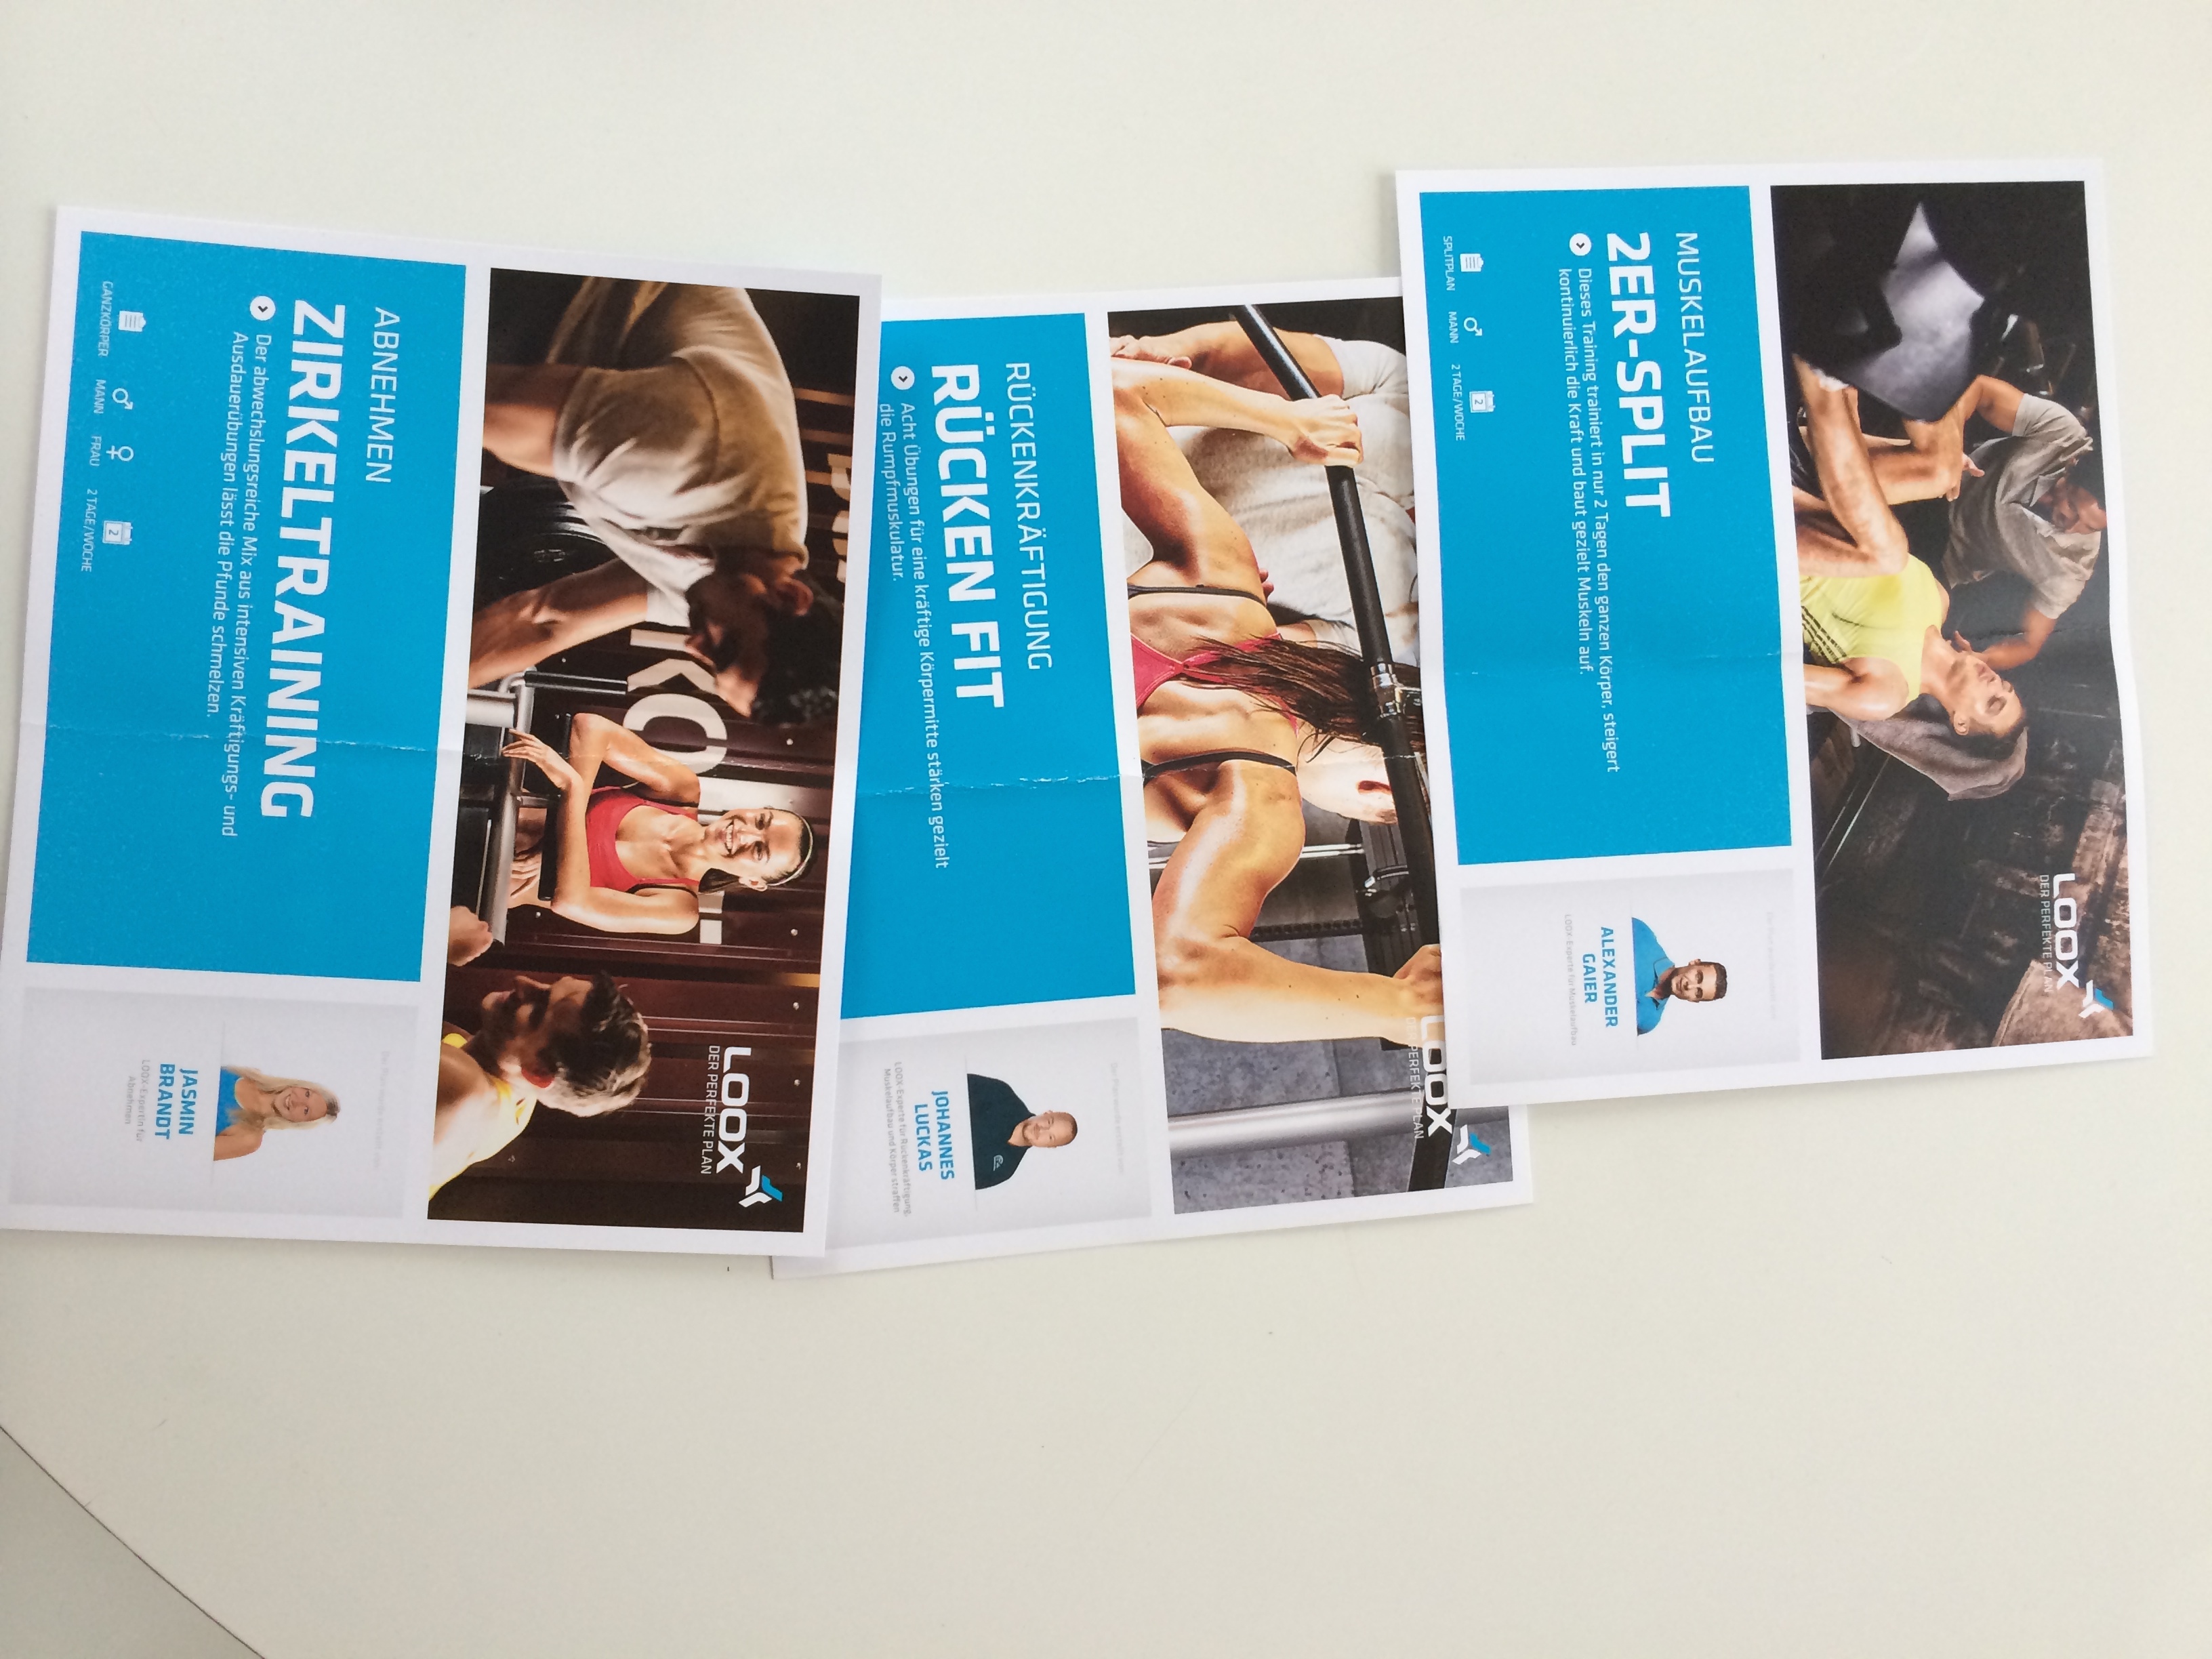 MUSKELAUFBAU
2ER-SPLIT
Dieses Training trainiert in nur 2 Tagen den ganzen Körper, steigert
kontinuierlich die Kraft und baut gezielt Muskeln auf.
SPLITPLAN
MANN
2
2 TAGE/WOCHE
LOOX
DER PERFEKTE PLAN
ALEXANDER
GAIER
LOOX-Experte für Muskelaufbau
RÜCKENKRÄFTIGUNG
RÜCKEN FIT
Acht Übungen für eine kräftige Körpermitte stärken gezielt
die Rumpfmuskulatur.
LOOX
PERFEKTE PLAN
JOHANNES
LUCKAS
LOOX-Experte für Rückenkräftigung,
Muskelaufbau und Körper straffen
ABNEHMEN
ZIRKELTRAINING
Der abwechslungsreiche Mix aus intensiven Kräftigungs- und
Ausdauerübungen lässt die Pfunde schmelzen.
GANZKÖRPER
MANN
FRAU
2
2 TAGE/WOCHE
LOOX
DER PERFEKTE PLAN
JASMIN
BRANDT
LOOX-Expertin für
Abnehmen